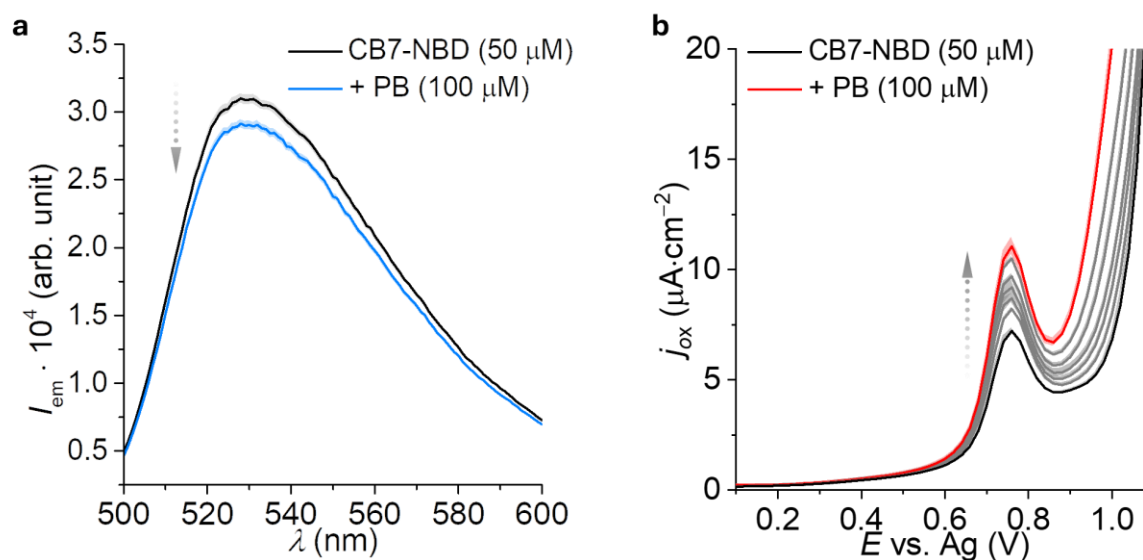 a
CB7-NBD (50 μM)
+ PB (100 μM)
3.0
2.5
2.0
1.5
1.0
0.5
I_em · 10^4 (arb. unit)
500 520 540 560 580 600
λ (nm)
b
CB7-NBD (50 μM)
+ PB (100 μM)
20
15
10
5
0
j_ox (μA·cm⁻²)
0.2 0.4 0.6 0.8 1.0
E vs. Ag (V)